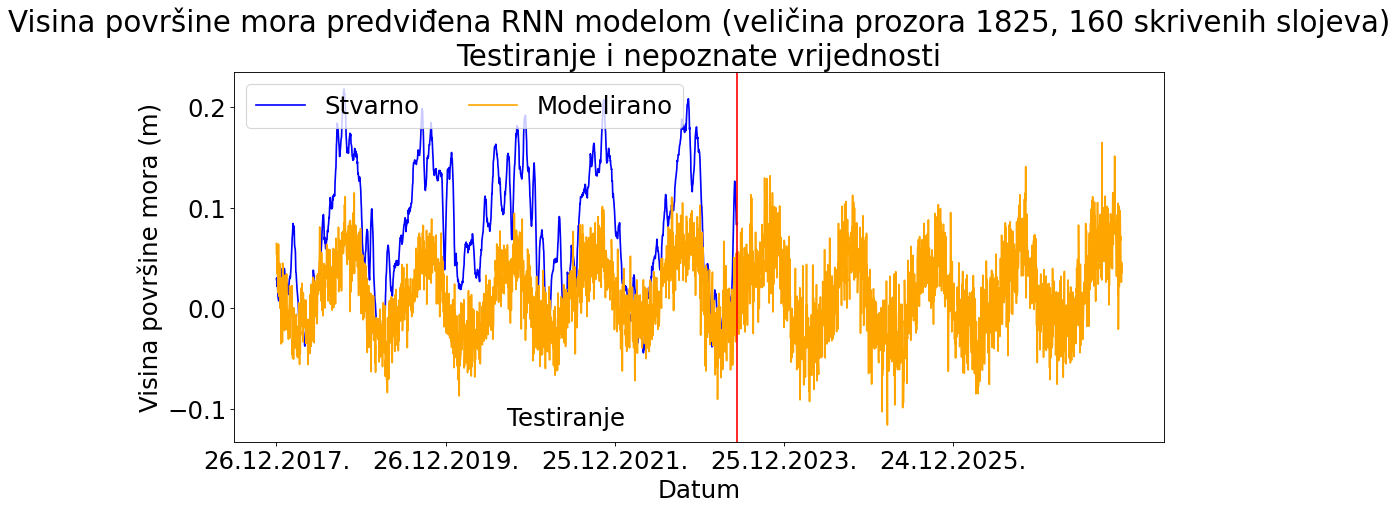 Visina površine mora predviđena RNN modelom (veličina prozora 1825, 160 skrivenih slojeva)
Testiranje i nepoznate vrijednosti
Stvarno Modelirano
Visina površine mora (m)
0.2
0.1
0.0
−0.1
Testiranje
26.12.2017. 26.12.2019. 25.12.2021. 25.12.2023. 24.12.2025.
Datum